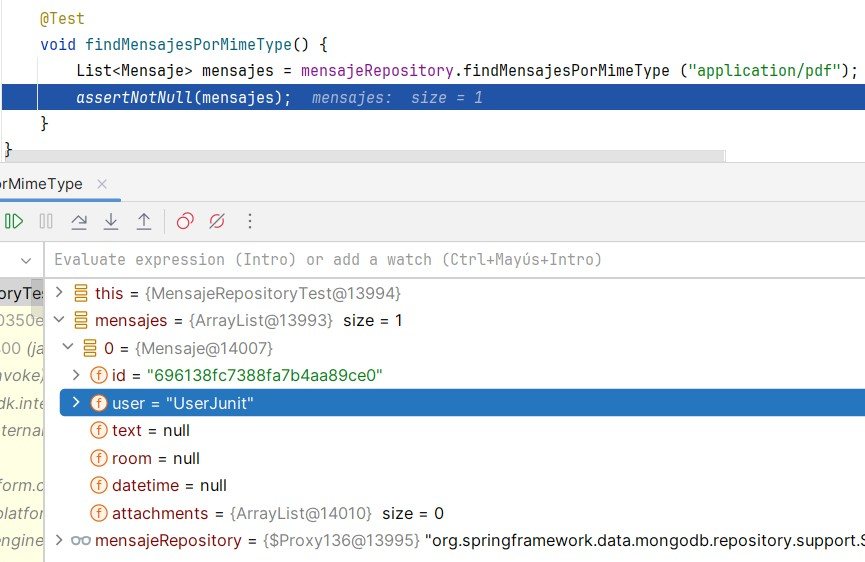 @Test
void findMensajesPorMimeType() {
List<Mensaje> mensajes = mensajeRepository.findMensajesPorMimeType ("application/pdf");
assertNotNull(mensajes); mensajes: size = 1
}
}
orMimeType ×
Evaluate expression (Intro) or add a watch (Ctrl+Mayús+Intro)
oryTes
this = {MensajeRepositoryTest@13994}
0350e
mensajes = {ArrayList@13993} size = 1
00 (ja
0 = {Mensaje@14007}
nvoke)
id = "696138fc7388fa7b4aa89ce0"
dk.inte
user = "UserJunit"
ternal
text = null
room = null
form.c
datetime = null
platfor
attachments = {ArrayList@14010} size = 0
engine
mensajeRepository = {$Proxy136@13995} "org.springframework.data.mongodb.repository.support.S